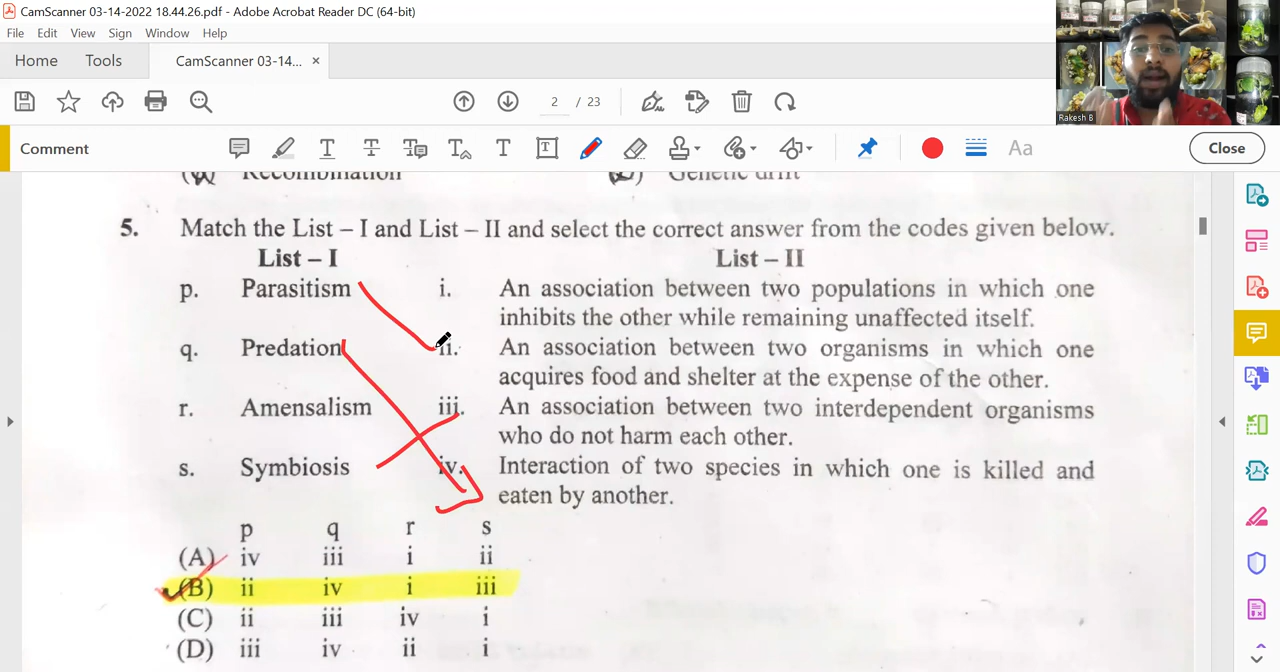 CamScanner 03-14-2022 18.44.26.pdf - Adobe Acrobat Reader DC (64-bit)
File Edit View Sign Window Help
Home Tools CamScanner 03-14... ×
2 / 23
Rakesh B
Comment
Aa
Close
Recombination Genetic drift
5. Match the List – I and List – II and select the correct answer from the codes given below.
List – I List – II
p. Parasitism i. An association between two populations in which one
inhibits the other while remaining unaffected itself.
q. Predation ii. An association between two organisms in which one
acquires food and shelter at the expense of the other.
r. Amensalism iii. An association between two interdependent organisms
who do not harm each other.
s. Symbiosis iv. Interaction of two species in which one is killed and
eaten by another.
p q r s
(A) iv iii i ii
(B) ii iv i iii
(C) ii iii iv i
(D) iii iv ii i